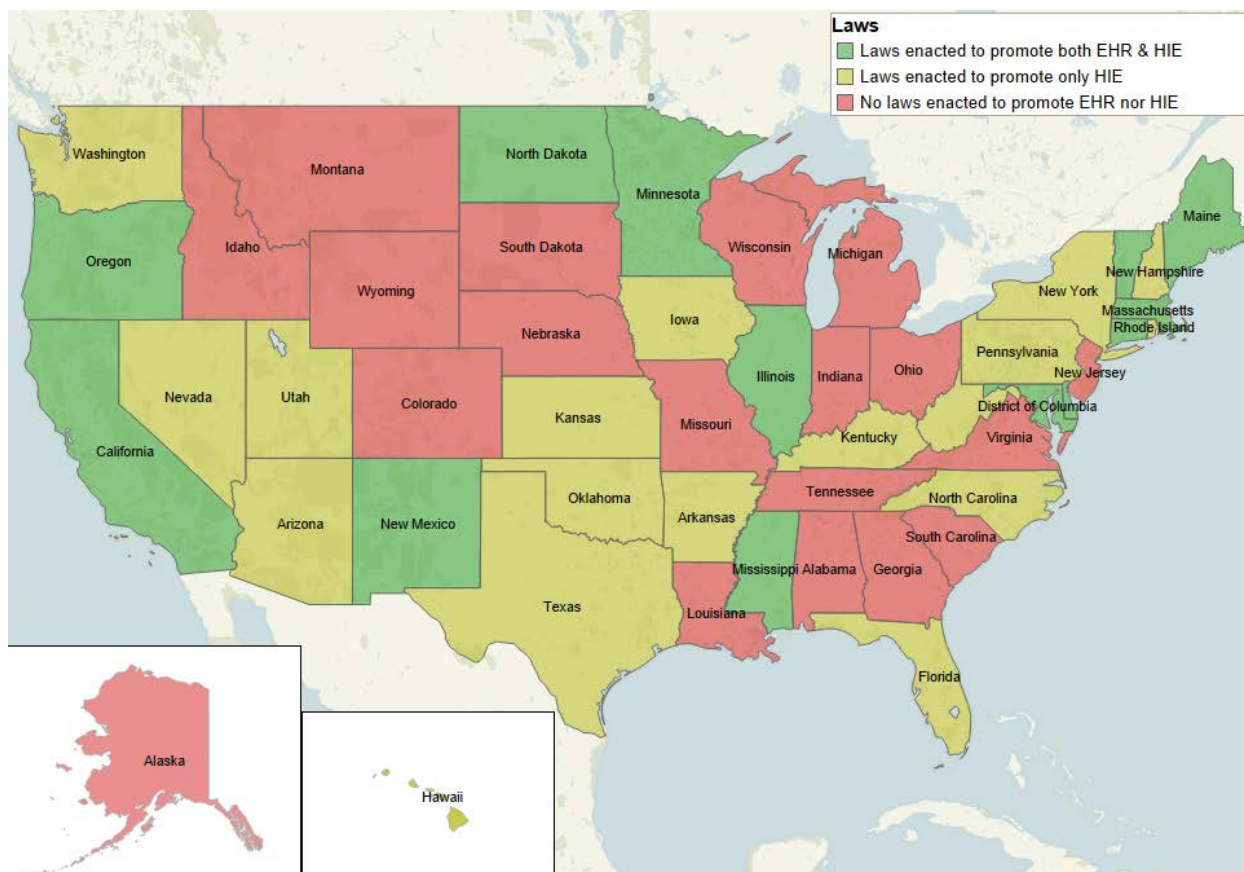 Laws
Laws enacted to promote both EHR & HIE
Laws enacted to promote only HIE
No laws enacted to promote EHR nor HIE
Washington
Montana
North Dakota
Minnesota
Maine
Oregon
Idaho
South Dakota
Wisconsin
Michigan
New Hampshire
Wyoming
New York
Massachusetts
Rhode Island
Nebraska
Iowa
Pennsylvania
New Jersey
Nevada
Utah
Colorado
Kansas
Illinois
Indiana
Ohio
District of Columbia
California
Missouri
Kentucky
Virginia
Arizona
New Mexico
Oklahoma
Arkansas
Tennessee
North Carolina
South Carolina
Mississippi
Alabama
Georgia
Texas
Louisiana
Florida
Alaska
Hawaii